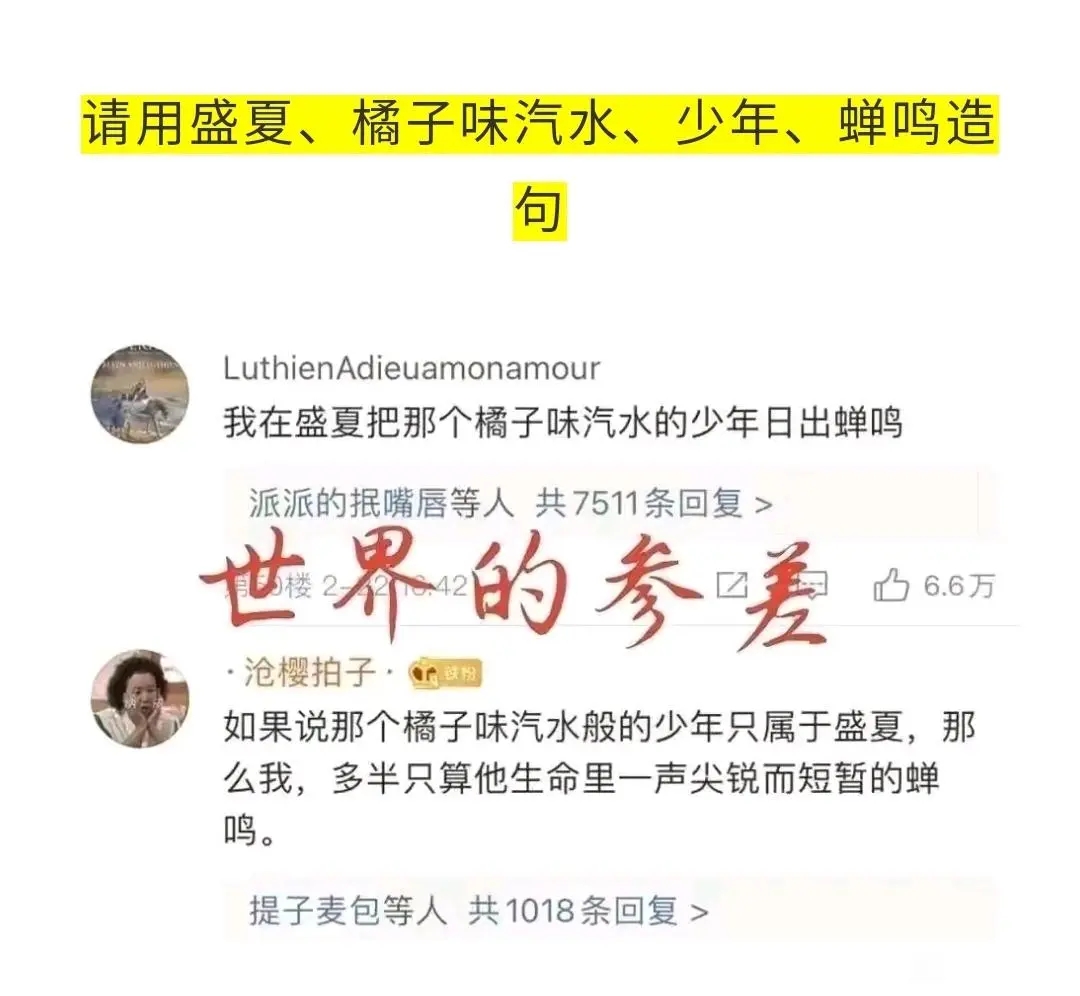 请用盛夏、橘子味汽水、少年、蝉鸣造
句
LuthienAdieuamonamour
我在盛夏把那个橘子味汽水的少年日出蝉鸣
派派的抿嘴唇等人 共7511条回复 >
世界的参差
6.6万
·沧樱拍子·
铁粉
如果说那个橘子味汽水般的少年只属于盛夏，那
么我，多半只算他生命里一声尖锐而短暂的蝉
鸣。
提子麦包等人 共1018条回复 >